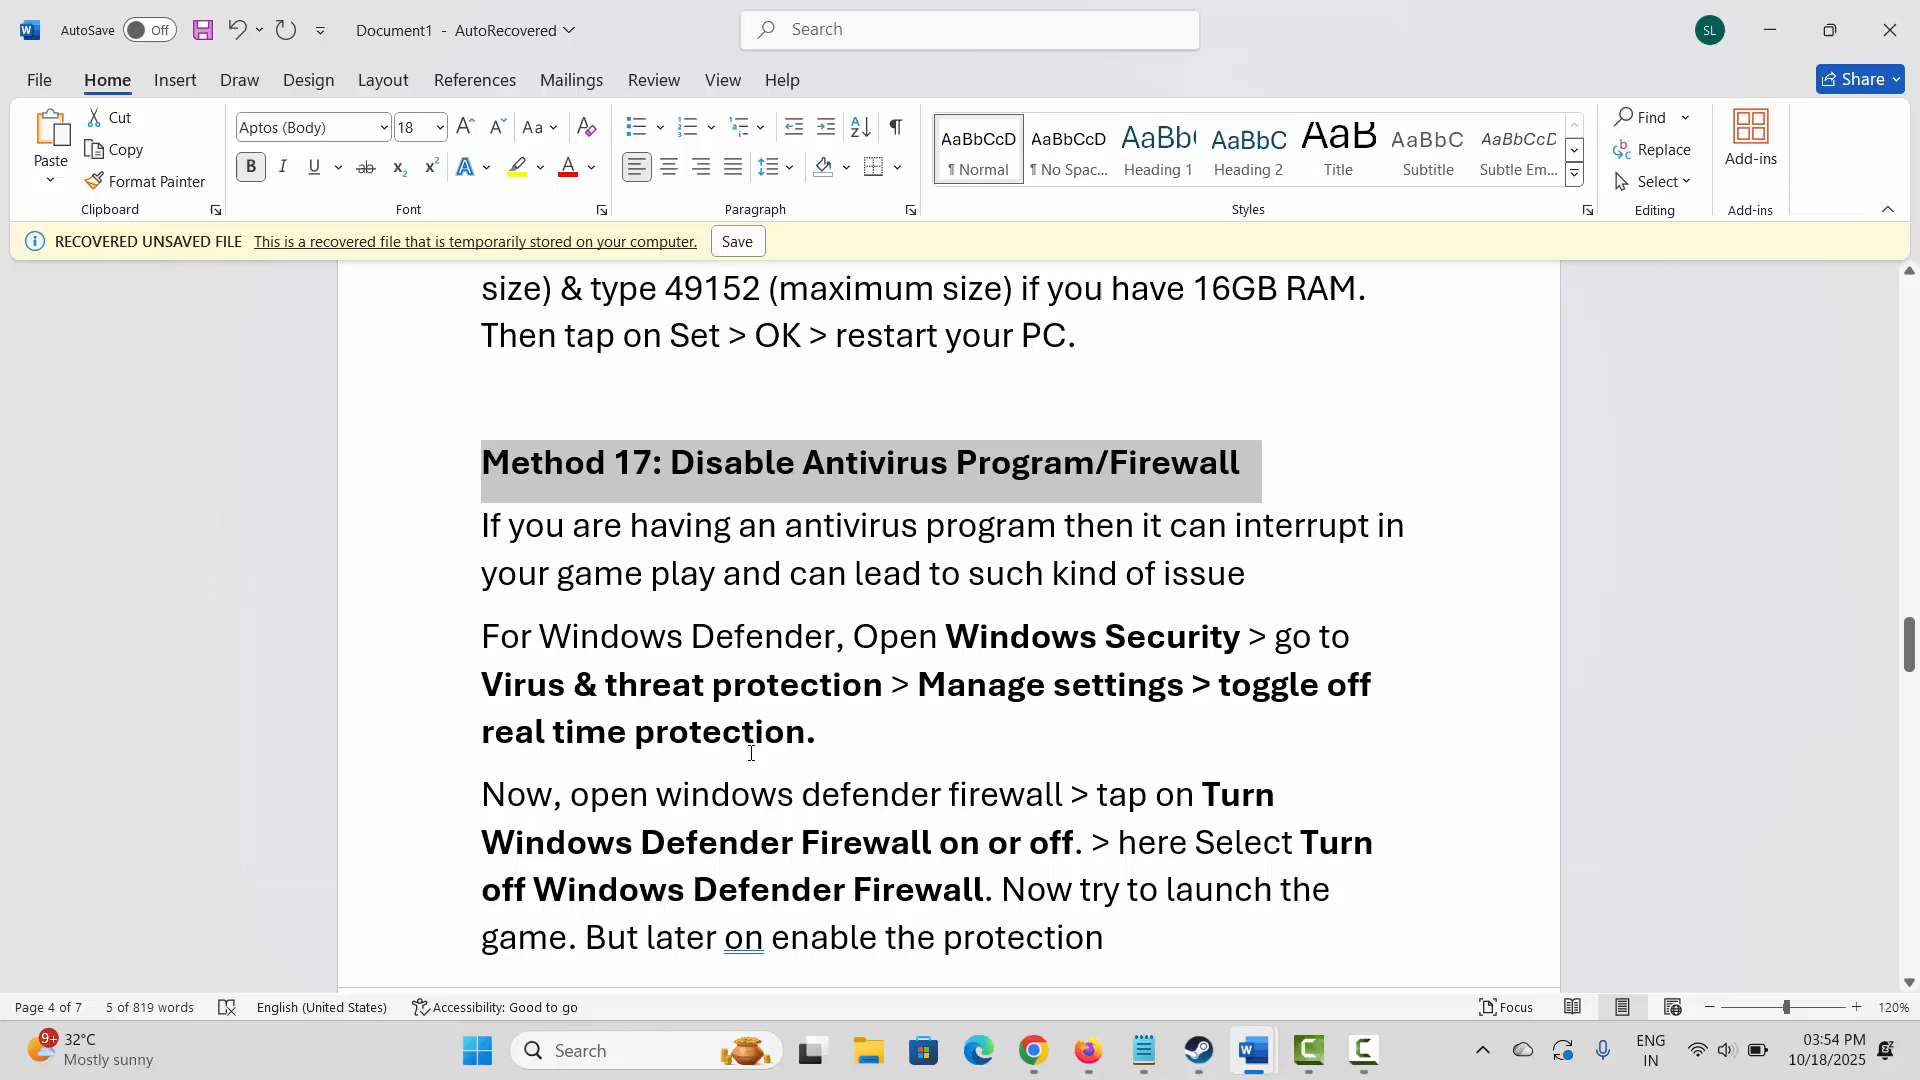 AutoSave Off Document1 - AutoRecovered Search SL
File Home Insert Draw Design Layout References Mailings Review View Help Share
Paste Cut Copy Format Painter
Clipboard
Aptos (Body) 18 Aa
B I U ab x₂ x² A A
Font
Paragraph
AaBbCcD ¶ Normal
AaBbCcD ¶ No Spac...
AaBb( Heading 1
AaBbC Heading 2
AaB Title
AaBbC Subtitle
AaBbCcD Subtle Em...
Styles
Find
Replace
Select
Editing
Add-ins
Add-ins
RECOVERED UNSAVED FILE This is a recovered file that is temporarily stored on your computer. Save
size) & type 49152 (maximum size) if you have 16GB RAM.
Then tap on Set > OK > restart your PC.
Method 17: Disable Antivirus Program/Firewall
If you are having an antivirus program then it can interrupt in
your game play and can lead to such kind of issue
For Windows Defender, Open Windows Security > go to
Virus & threat protection > Manage settings > toggle off
real time protection.
Now, open windows defender firewall > tap on Turn
Windows Defender Firewall on or off. > here Select Turn
off Windows Defender Firewall. Now try to launch the
game. But later on enable the protection
Page 4 of 7 5 of 819 words English (United States) Accessibility: Good to go Focus 120%
9+ 32°C
Mostly sunny
Search
ENG
IN
03:54 PM
10/18/2025